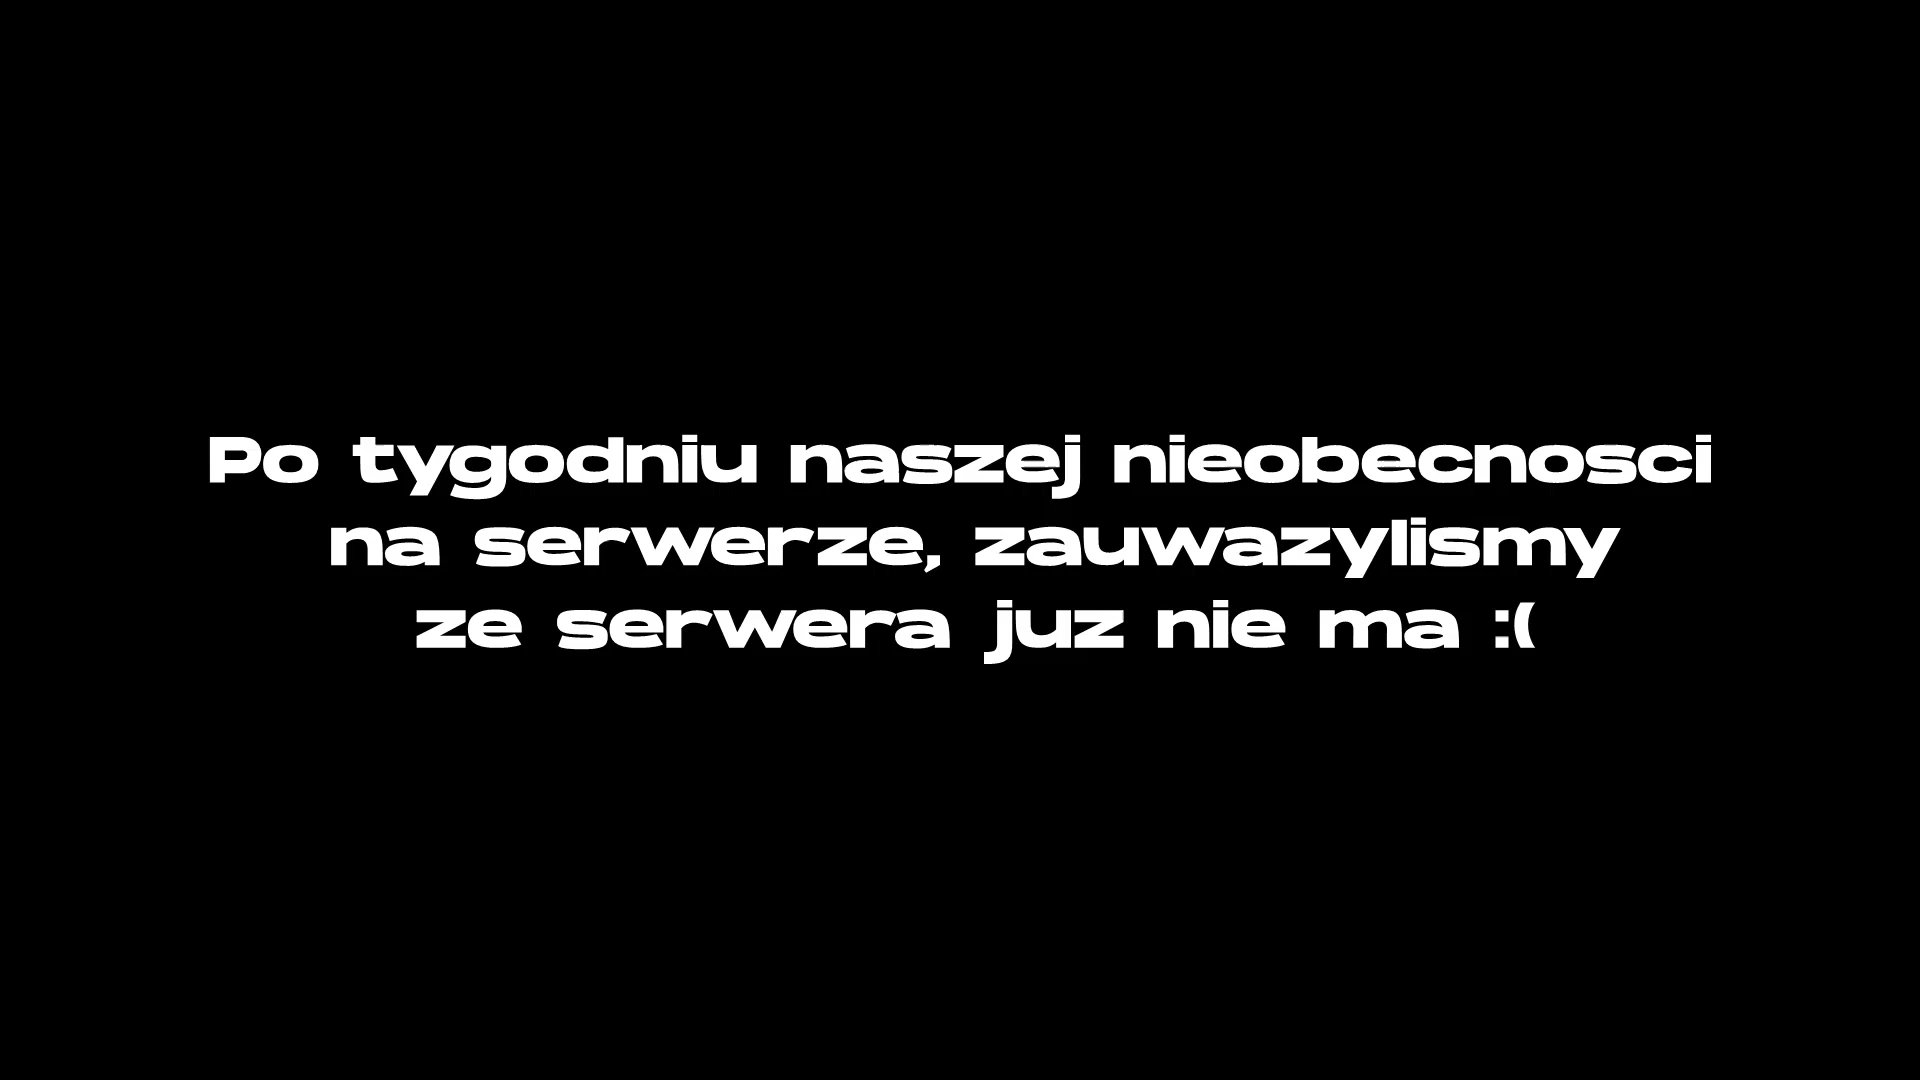 Po tygodniu naszej nieobecnosci
na serwerze, zauwazylismy
ze serwera juz nie ma :(